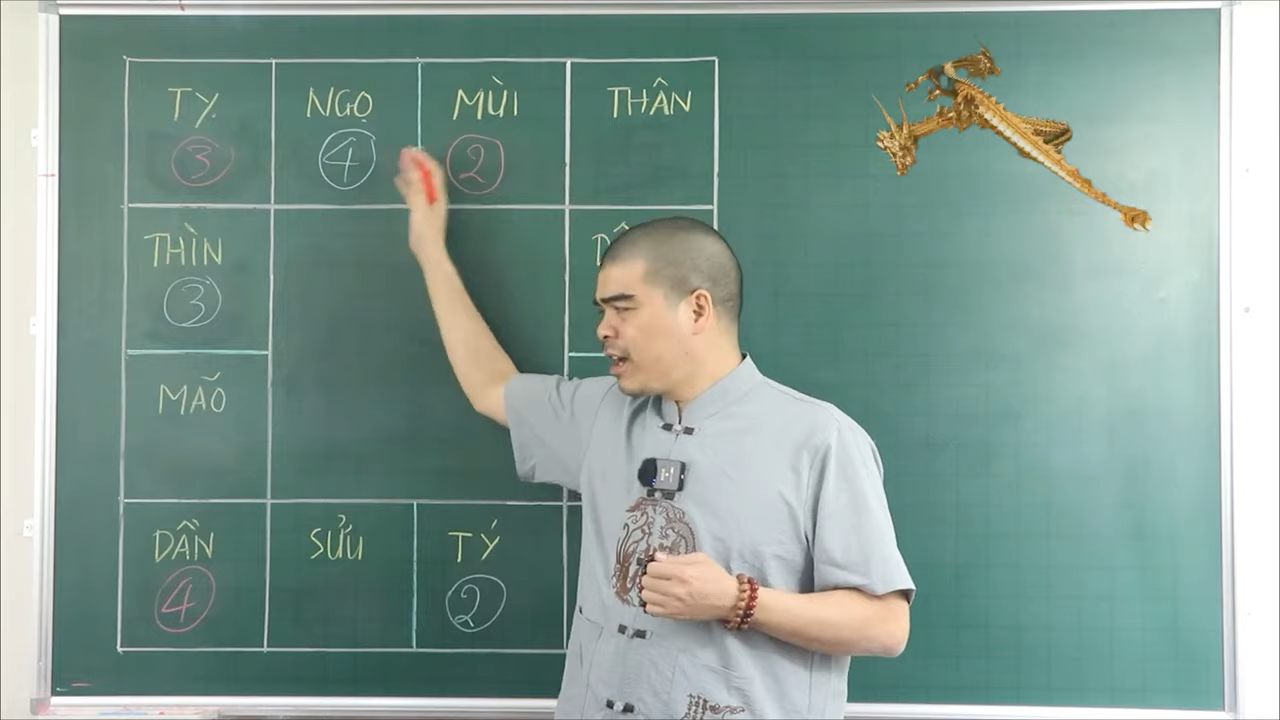 TỴ NGỌ MÙI THÂN
3 4 2
THÌN
3
MÃO
DẦN SỬU TÝ
4 2